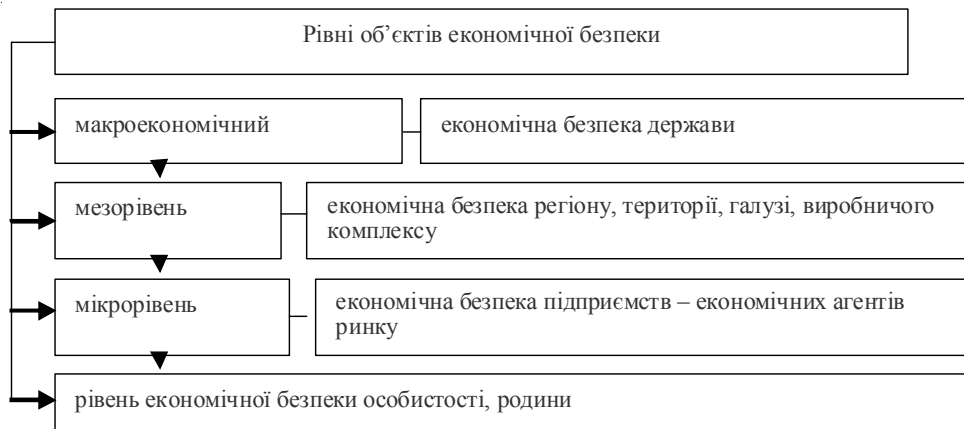 Рівні об’єктів економічної безпеки
макроекономічний
економічна безпека держави
мезорівень
економічна безпека регіону, території, галузі, виробничого
комплексу
мікрорівень
економічна безпека підприємств – економічних агентів
ринку
рівень економічної безпеки особистості, родини